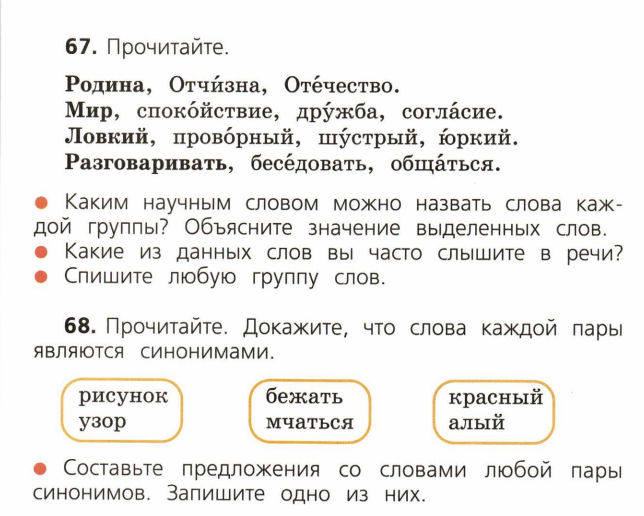 67. Прочитайте.
Родина, Отчи́зна, Оте́чество.
Мир, споко́йствие, дру́жба, согла́сие.
Ловкий, прово́рный, шу́стрый, ю́ркий.
Разговаривать, бесе́довать, обща́ться.
● Каким научным словом можно назвать слова каж-
дой группы? Объясните значение выделенных слов.
● Какие из данных слов вы часто слышите в речи?
● Спишите любую группу слов.
68. Прочитайте. Докажите, что слова каждой пары
являются синонимами.
рисунок
узор
бежать
мчаться
красный
алый
● Составьте предложения со словами любой пары
синонимов. Запишите одно из них.